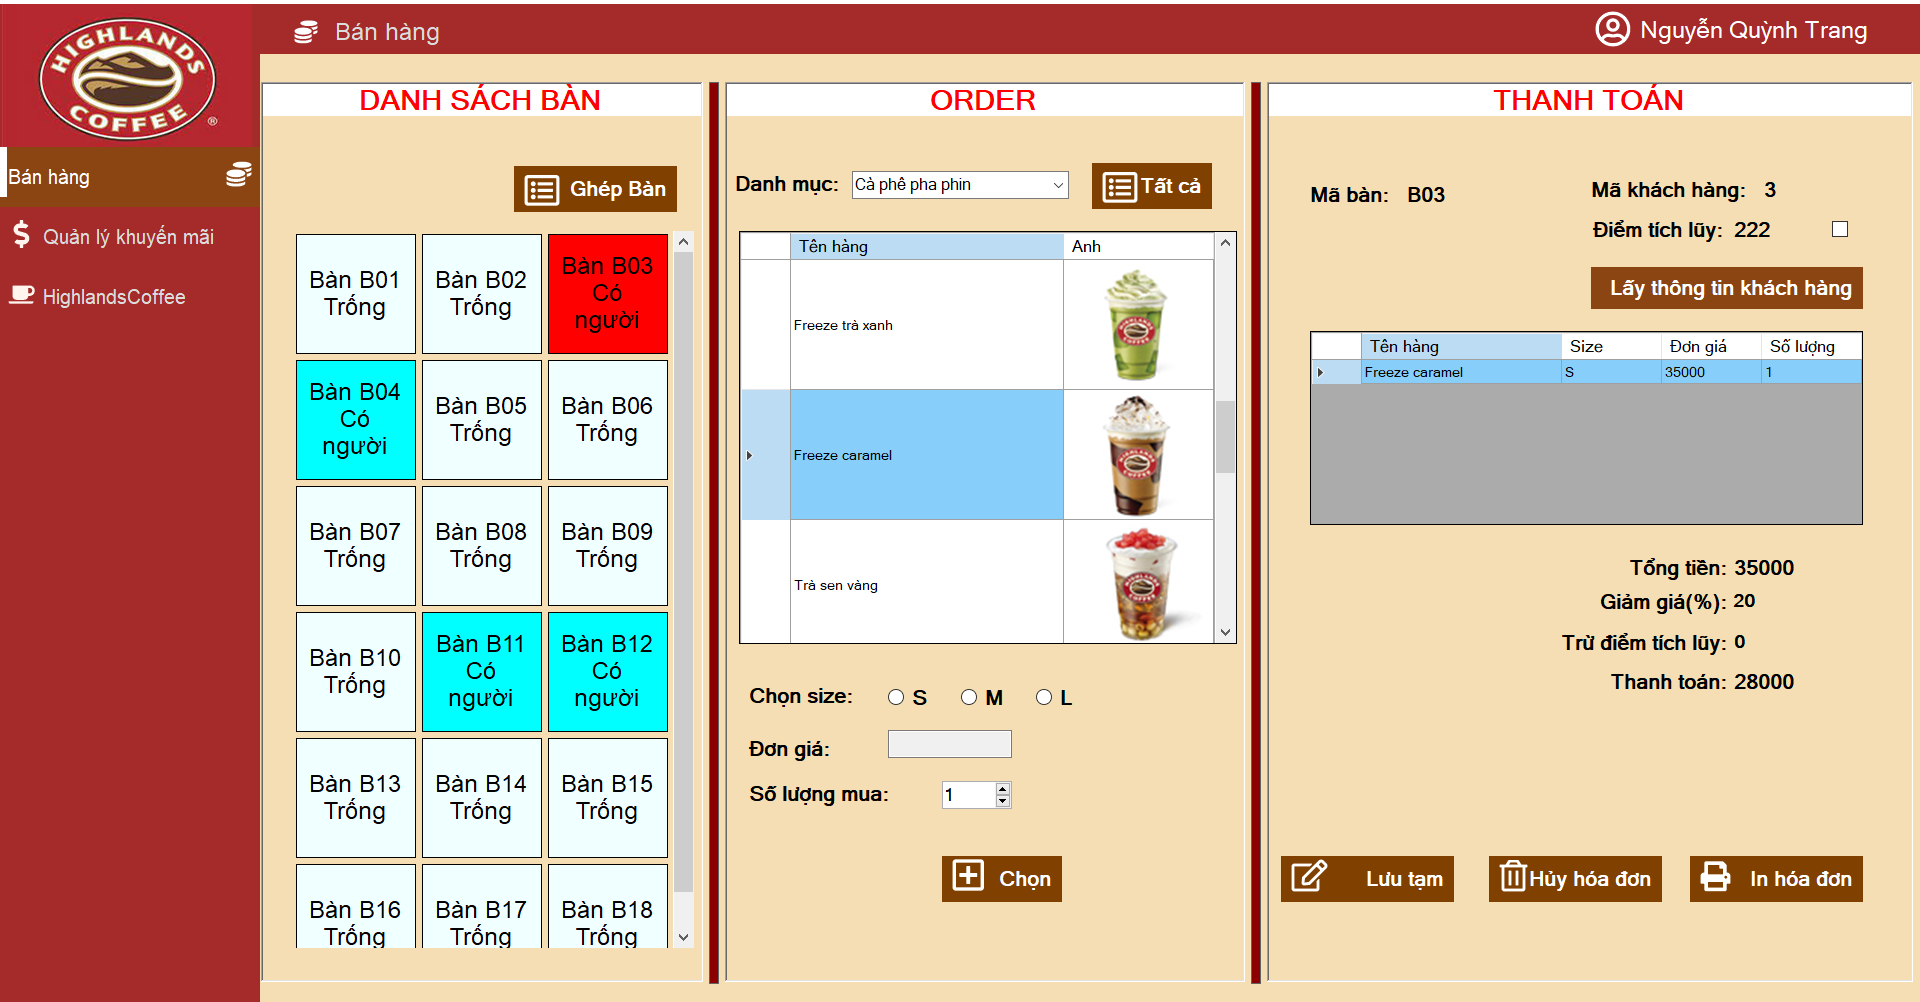 HIGHLANDS
COFFEE
®
Bán hàng
Nguyễn Quỳnh Trang
Bán hàng
Quản lý khuyến mãi
HighlandsCoffee
DANH SÁCH BÀN
Ghép Bàn
Bàn B01
Trống
Bàn B02
Trống
Bàn B03
Có
người
Bàn B04
Có
người
Bàn B05
Trống
Bàn B06
Trống
Bàn B07
Trống
Bàn B08
Trống
Bàn B09
Trống
Bàn B10
Trống
Bàn B11
Có
người
Bàn B12
Có
người
Bàn B13
Trống
Bàn B14
Trống
Bàn B15
Trống
Bàn B16
Trống
Bàn B17
Trống
Bàn B18
Trống
ORDER
Danh mục: Cà phê pha phin
Tất cả
Tên hàng Anh
Freeze trà xanh
HIGHLANDS
COFFEE
Freeze caramel
HIGHLANDS
COFFEE
Trà sen vàng
HIGHLANDS
COFFEE
Chọn size: S M L
Đơn giá:
Số lượng mua: 1
Chọn
THANH TOÁN
Mã bàn: B03
Mã khách hàng: 3
Điểm tích lũy: 222
Lấy thông tin khách hàng
Tên hàng Size Đơn giá Số lượng
Freeze caramel S 35000 1
Tổng tiền: 35000
Giảm giá(%): 20
Trừ điểm tích lũy: 0
Thanh toán: 28000
Lưu tạm
Hủy hóa đơn
In hóa đơn